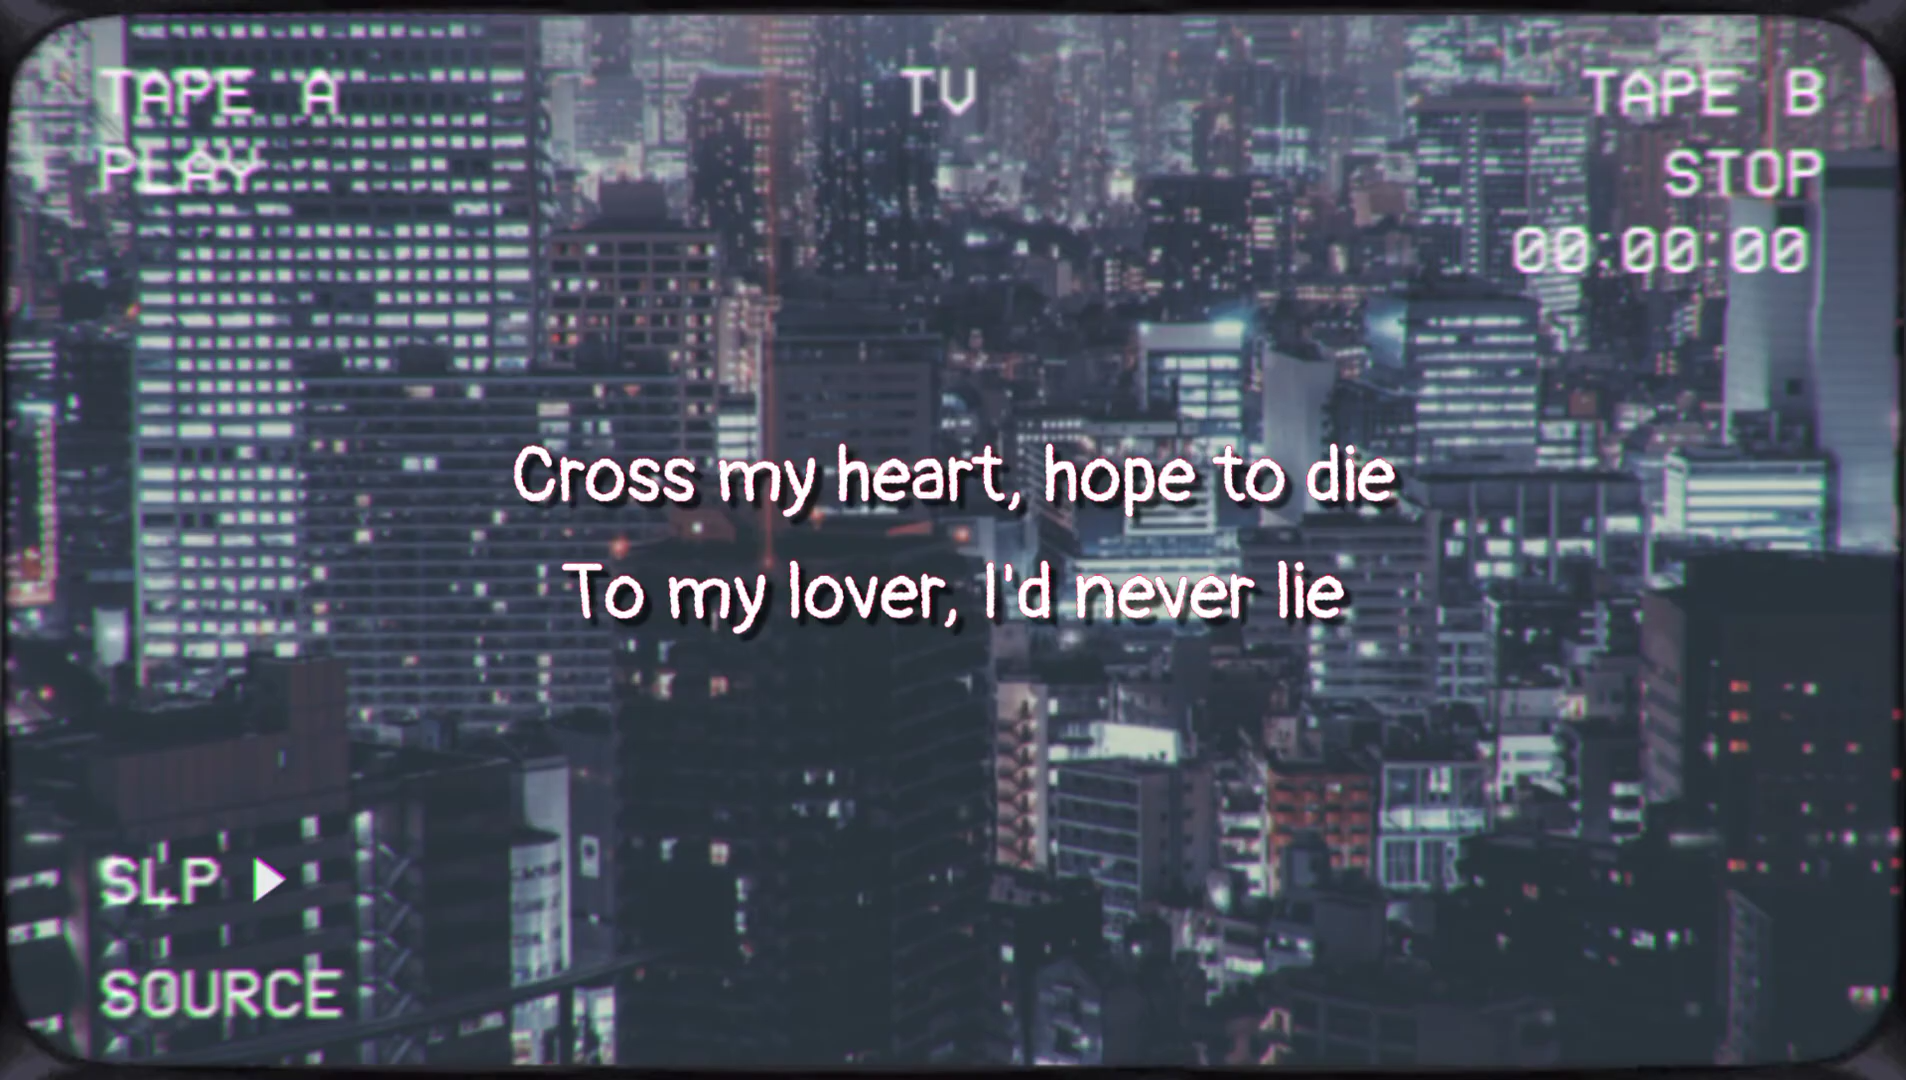 TAPE A
TV
TAPE B
PLAY
STOP
00:00:00
Cross my heart, hope to die
To my lover, I'd never lie
SLP
SOURCE